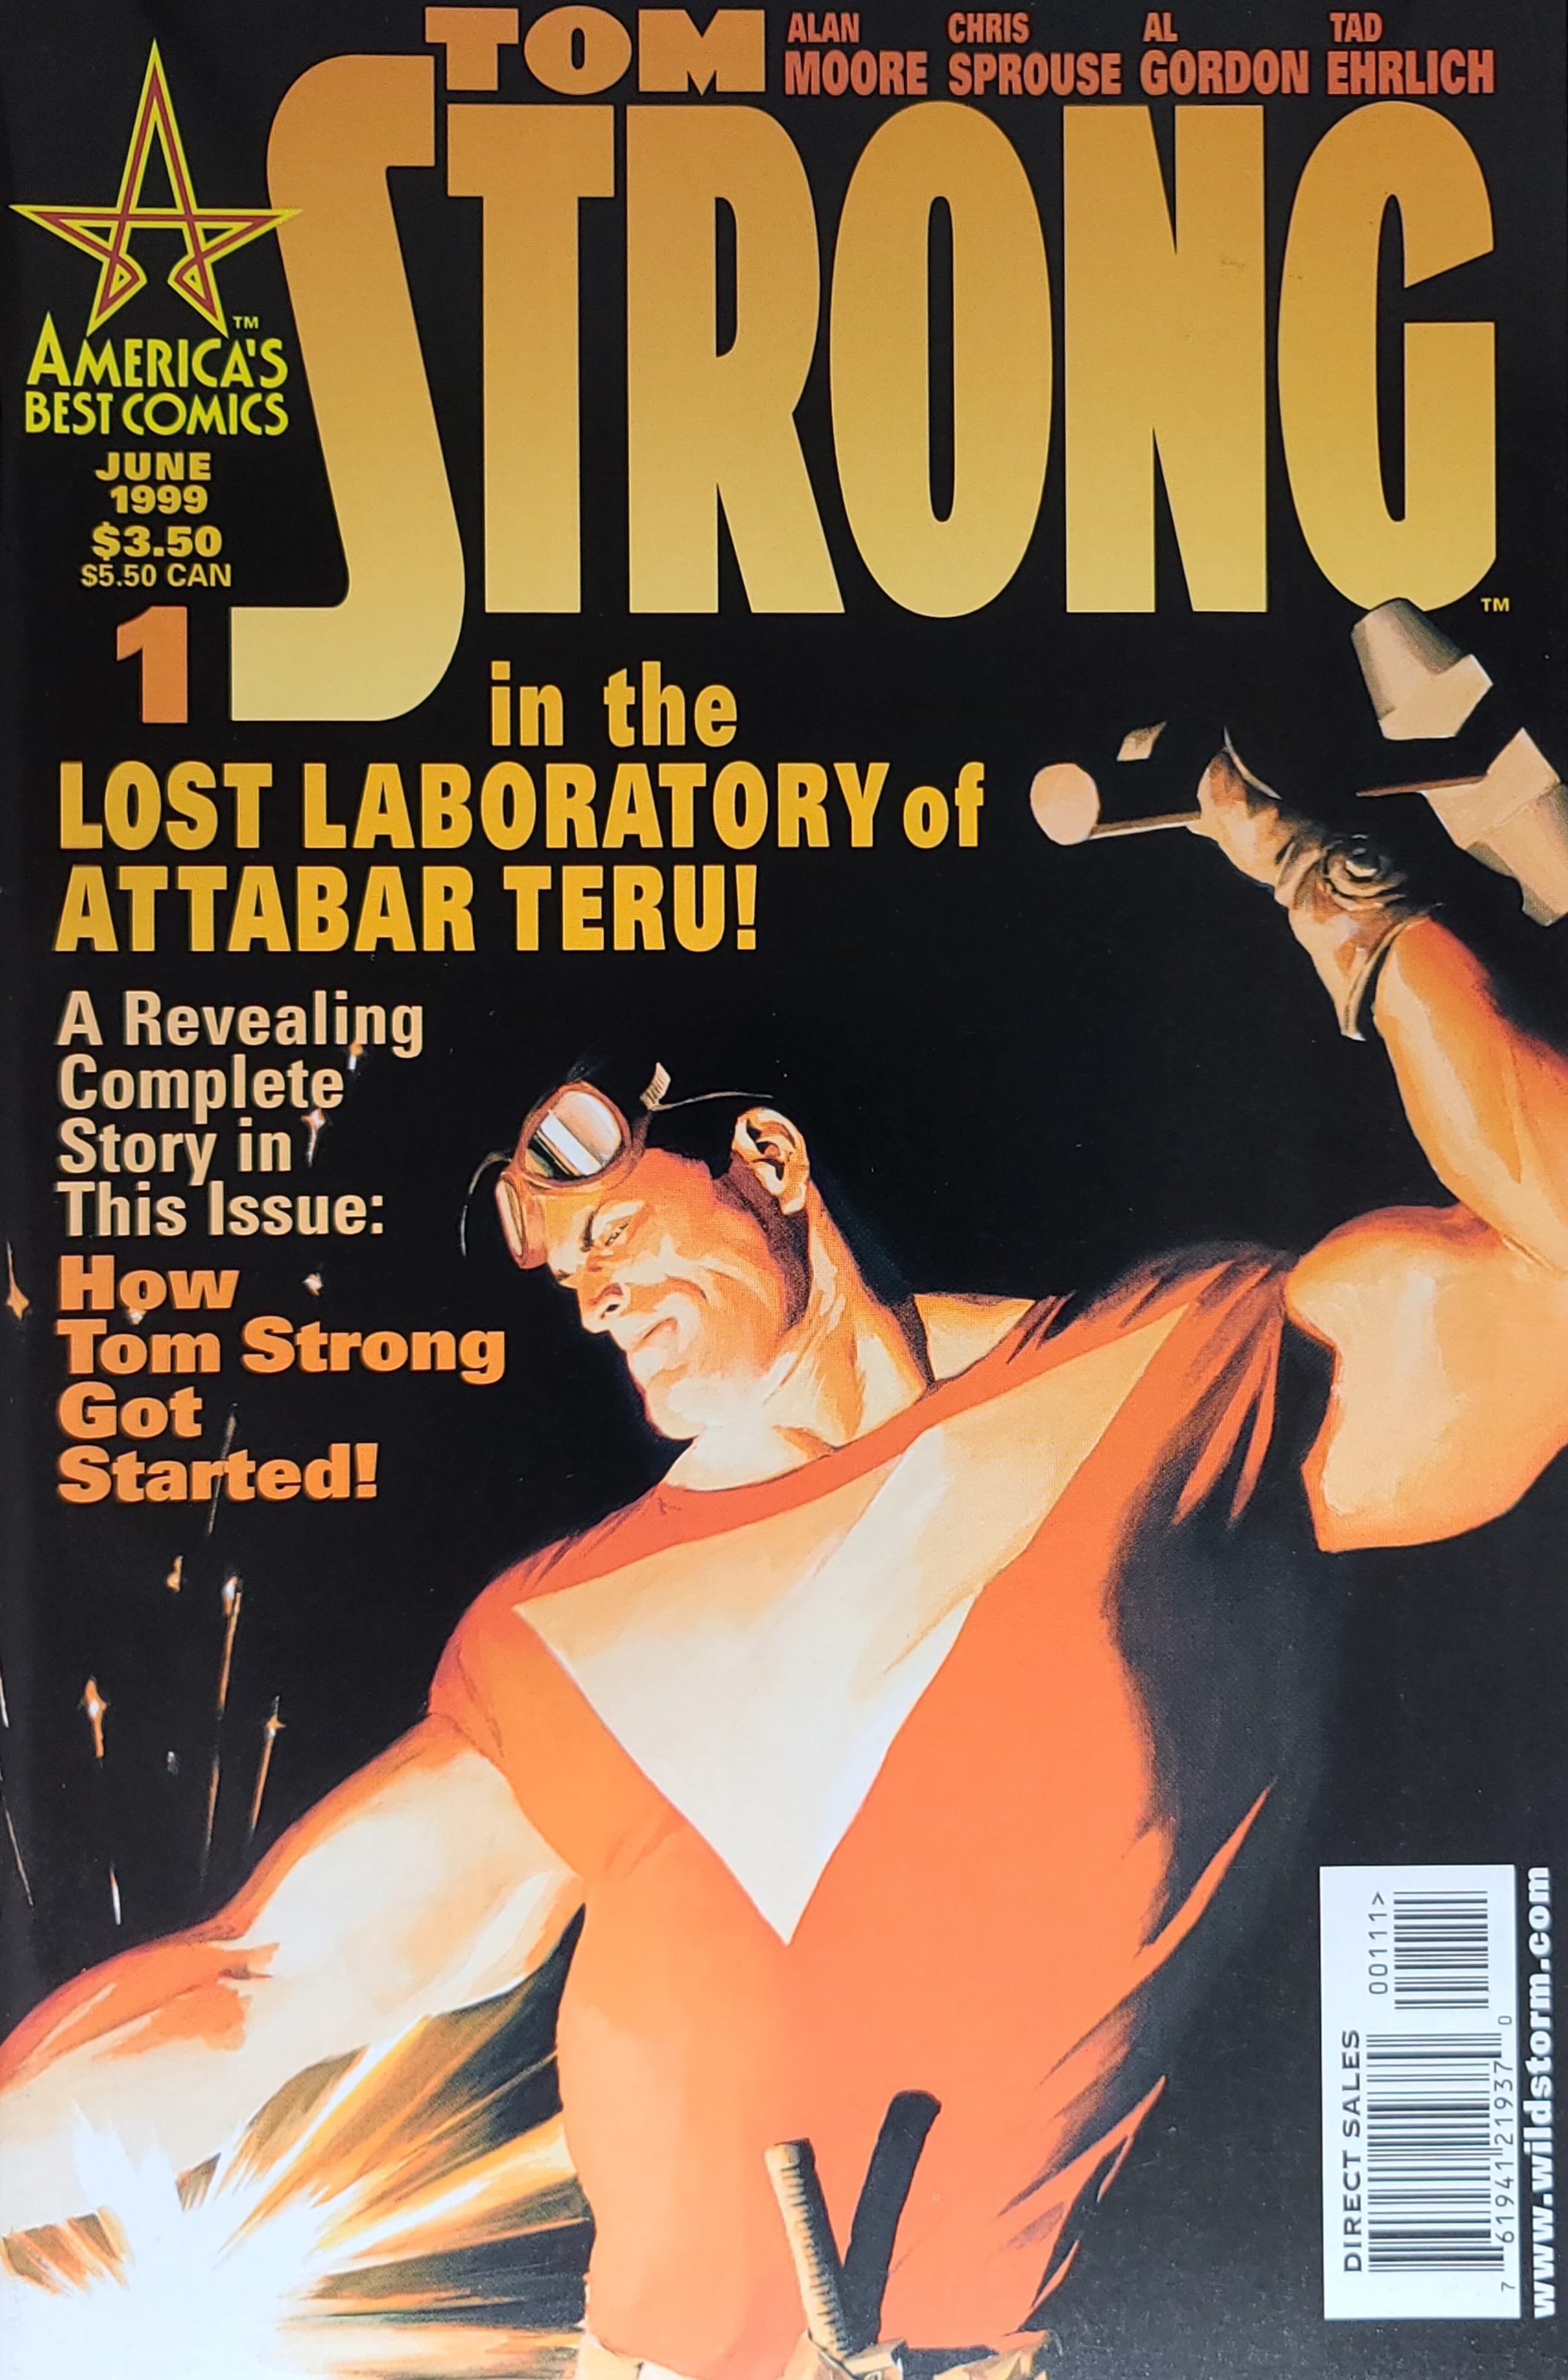 TOM
STRONG
™
ALAN MOORE
CHRIS SPROUSE
AL GORDON
TAD EHRLICH
A
™
AMERICA'S
BEST COMICS
JUNE
1999
$3.50
$5.50 CAN
1
in the
LOST LABORATORY of
ATTABAR TERU!
A Revealing
Complete
Story in
This Issue:
How
Tom Strong
Got
Started!
DIRECT SALES
00111>
7 61941 21937 0
www.wildstorm.com